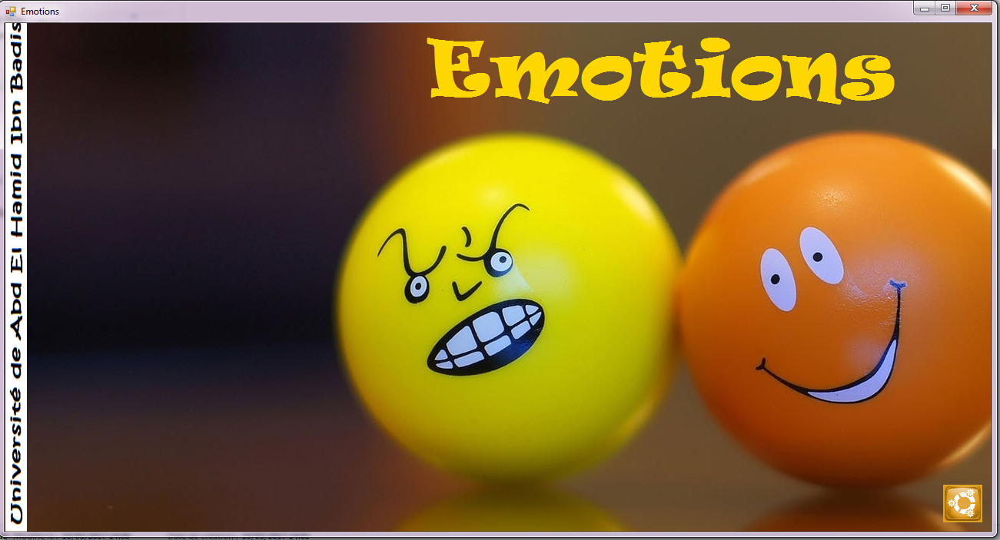 Emotions
Emotions
Université de Abd El Hamid Ibn Badis